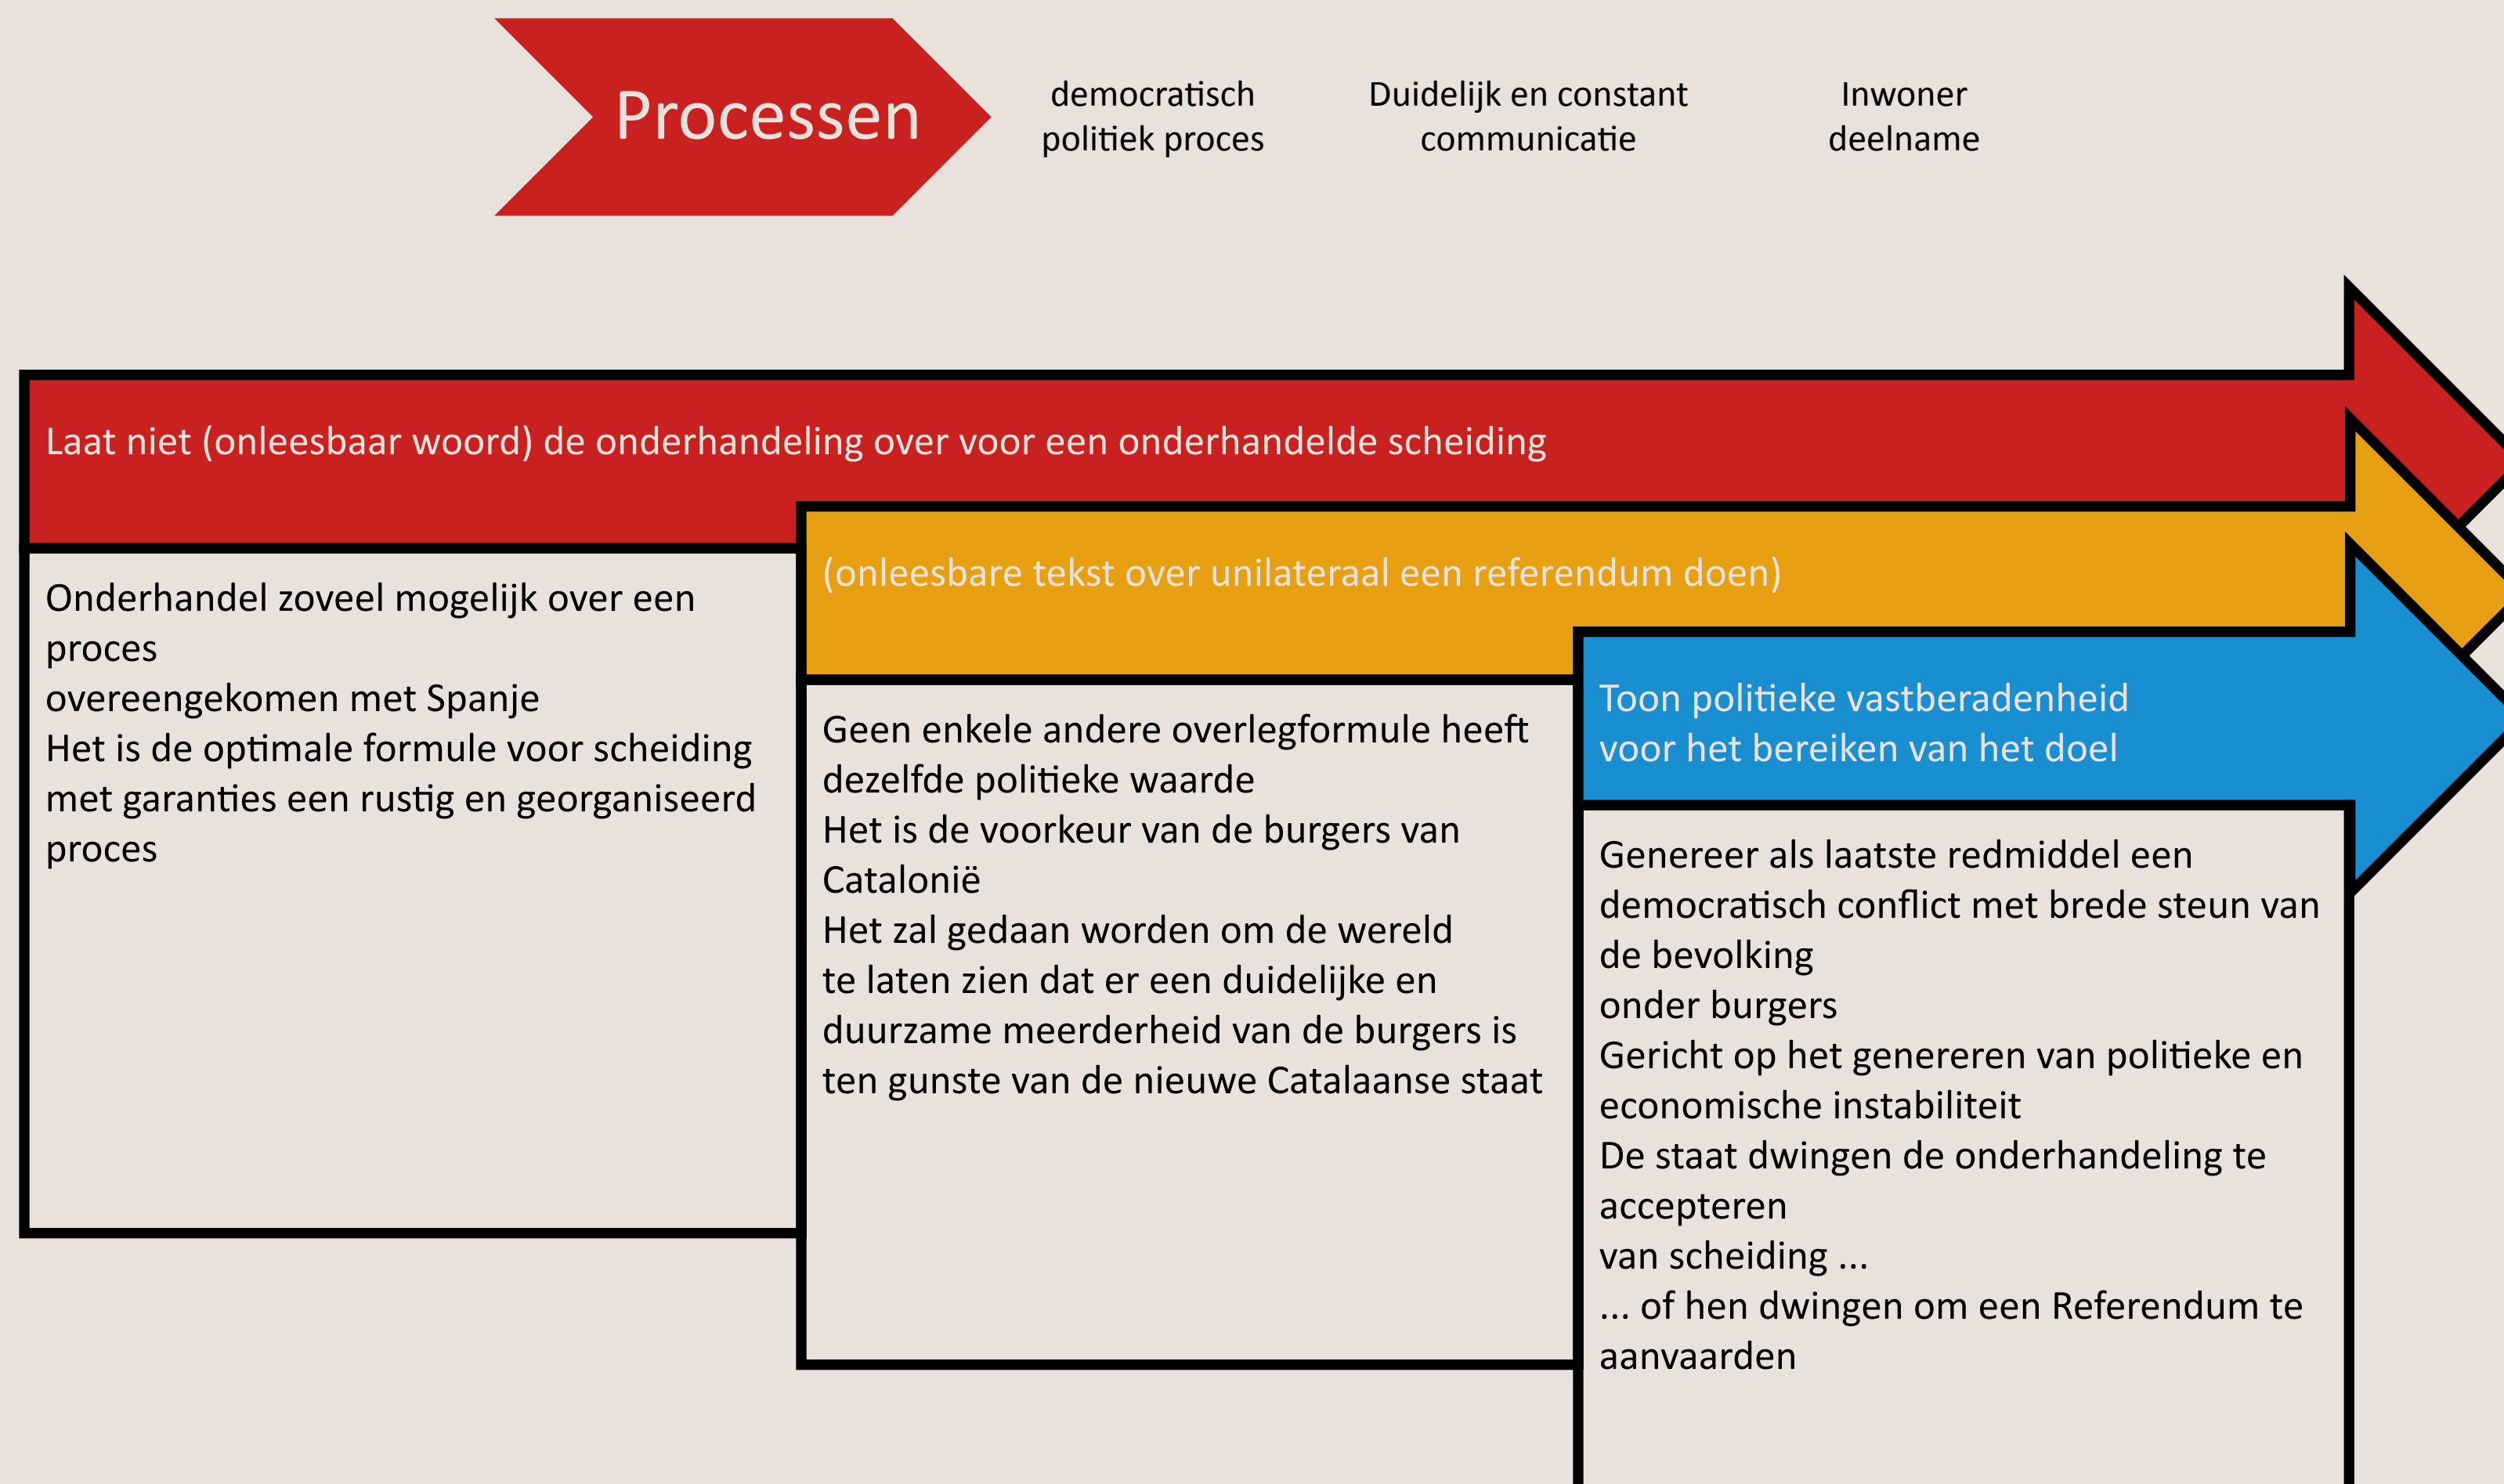 Processen
democratisch
politiek proces
Duidelijk en constant
communicatie
Inwoner
deelname
Laat niet (onleesbaar woord) de onderhandeling over voor een onderhandelde scheiding
Onderhandel zoveel mogelijk over een
proces
overeengekomen met Spanje
Het is de optimale formule voor scheiding
met garanties een rustig en georganiseerd
proces
(onleesbare tekst over unilateraal een referendum doen)
Geen enkele andere overlegformule heeft
dezelfde politieke waarde
Het is de voorkeur van de burgers van
Catalonië
Het zal gedaan worden om de wereld
te laten zien dat er een duidelijke en
duurzame meerderheid van de burgers is
ten gunste van de nieuwe Catalaanse staat
Toon politieke vastberadenheid
voor het bereiken van het doel
Genereer als laatste redmiddel een
democratisch conflict met brede steun van
de bevolking
onder burgers
Gericht op het genereren van politieke en
economische instabiliteit
De staat dwingen de onderhandeling te
accepteren
van scheiding ...
... of hen dwingen om een Referendum te
aanvaarden